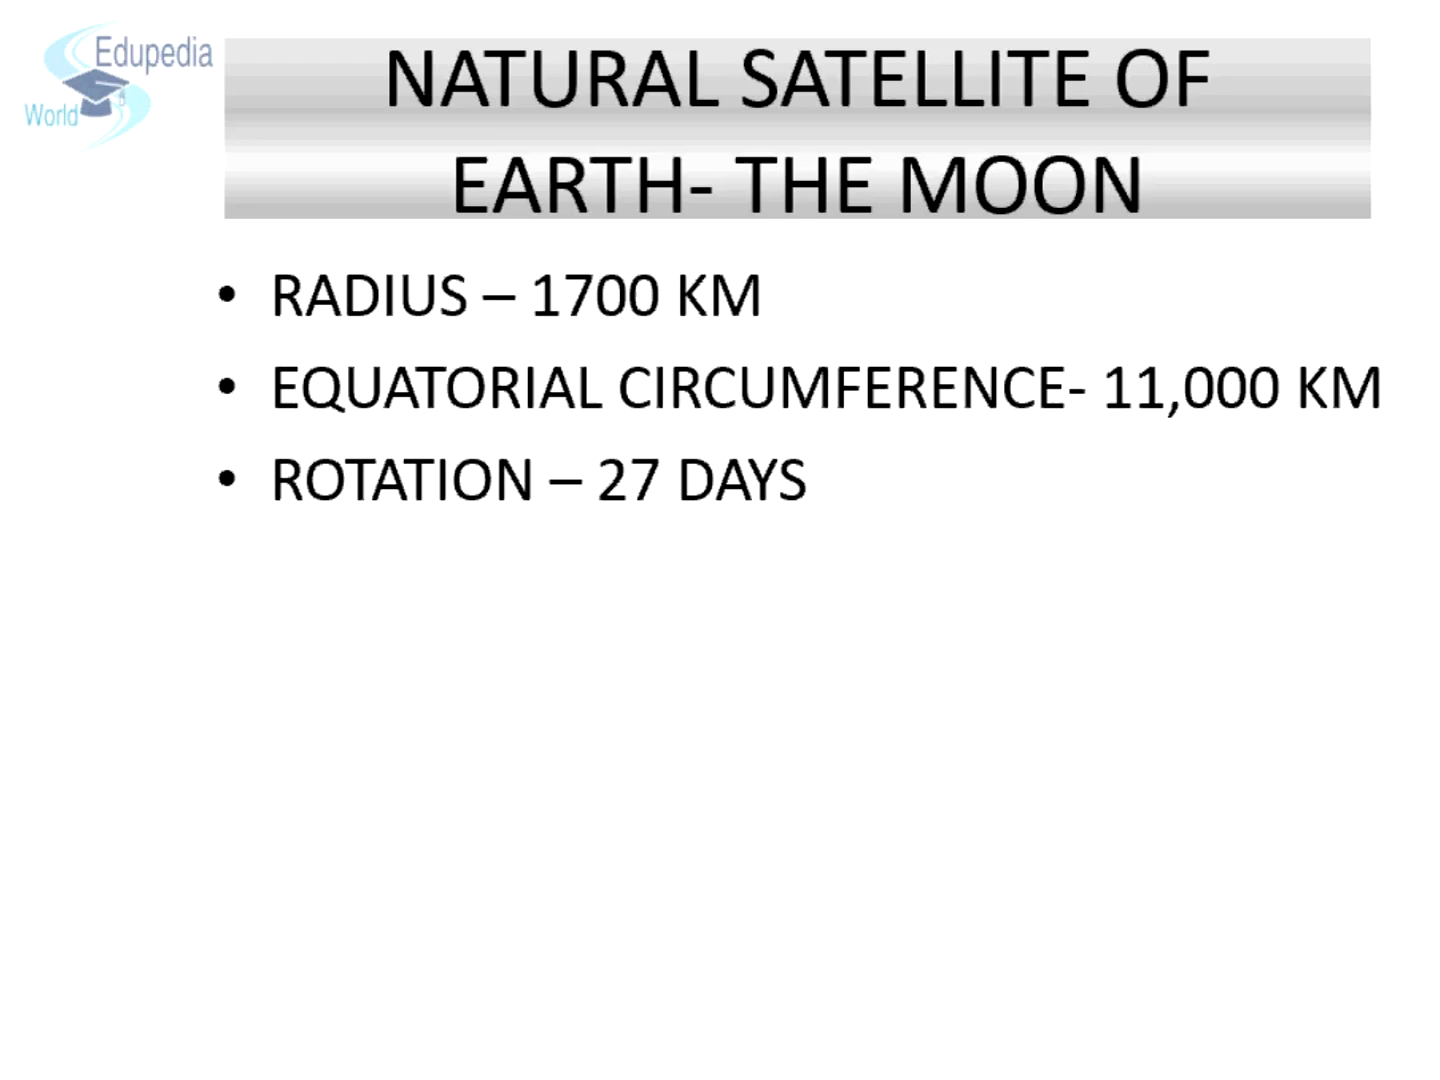 Edupedia
World
NATURAL SATELLITE OF
EARTH- THE MOON
• RADIUS – 1700 KM
• EQUATORIAL CIRCUMFERENCE- 11,000 KM
• ROTATION – 27 DAYS